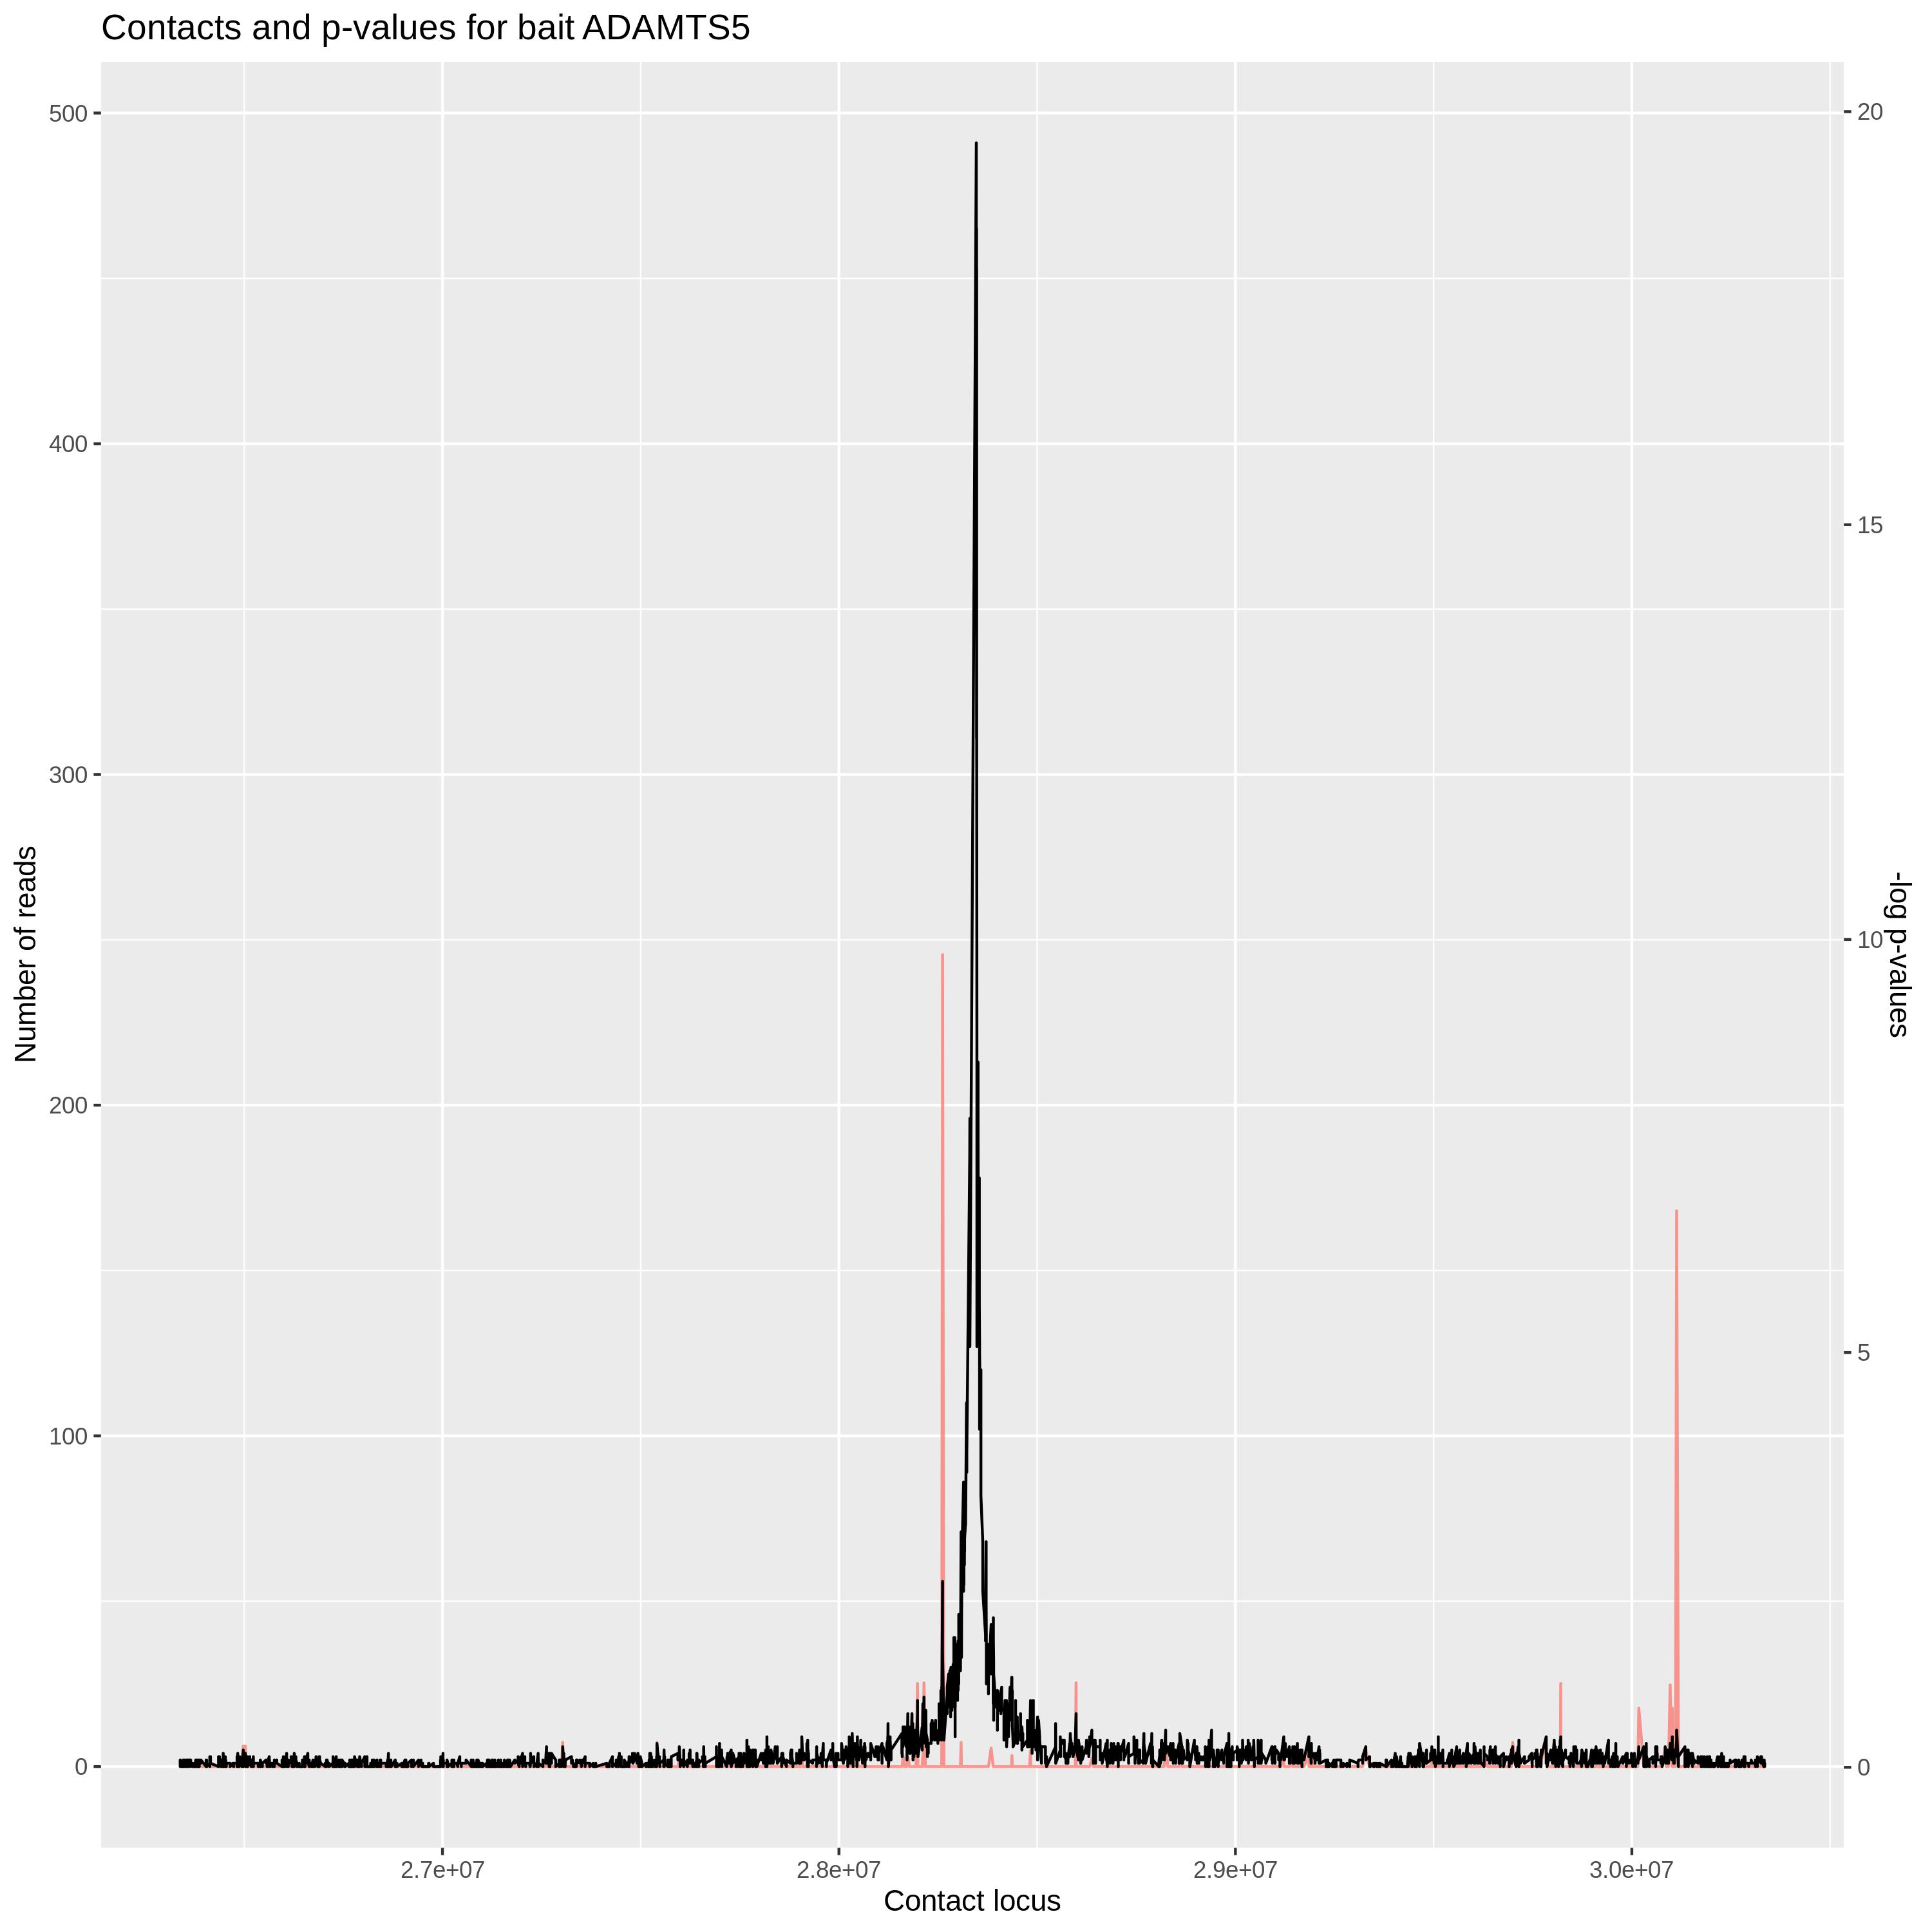 Contacts and p-values for bait ADAMTS5
500
400
300
200
100
0
Number of reads
20
15
10
5
0
-log p-values
2.7e+07
2.8e+07
2.9e+07
3.0e+07
Contact locus